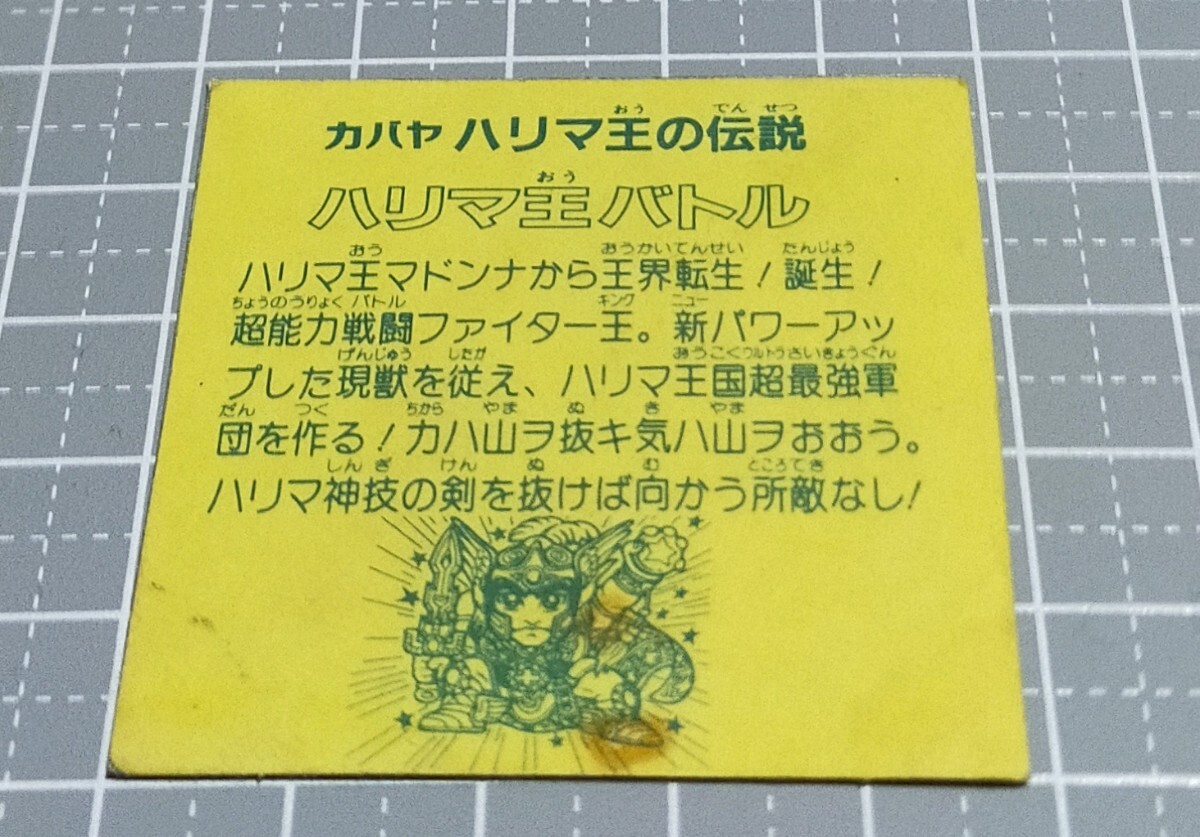 カバヤ ハリマ王の伝説
ハリマ王バトル
ハリマ王マドンナから王界転生!誕生!
超能力戦闘ファイター王。新パワーアッ
プした現獣を従え、ハリマ王国超最強軍
団を作る!力ハ山ヲ抜キ気ハ山ヲおおう。
ハリマ神技の剣を抜けば向かう所敵なし!